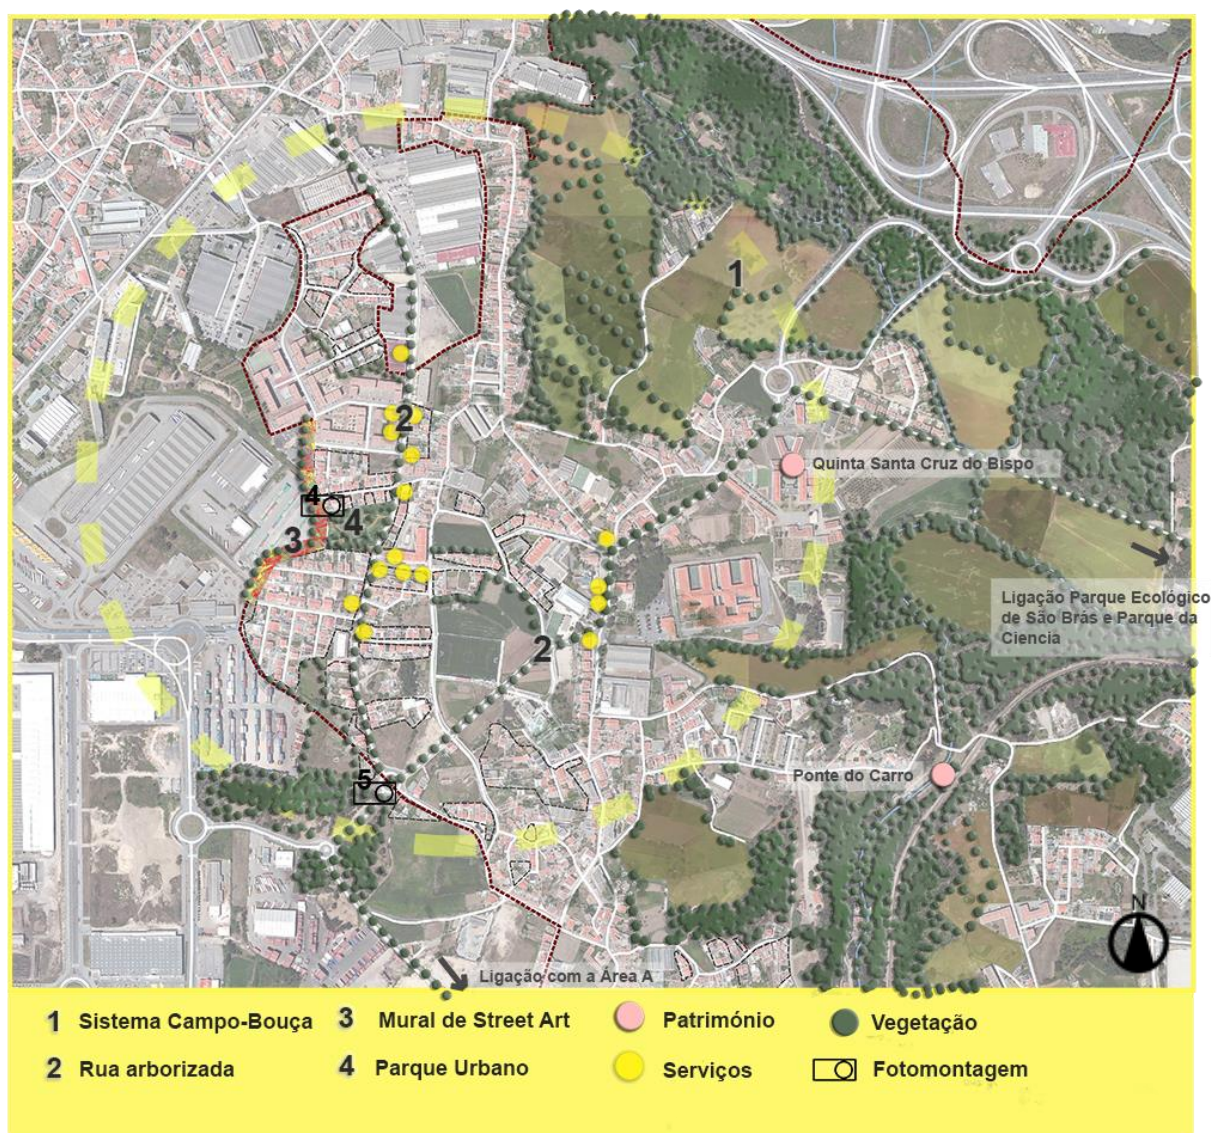 1
2
Quinta Santa Cruz do Bispo
4
4
3
Ligação Parque Ecológico
de São Brás e Parque da
Ciencia
2
Ponte do Carro
5
N
Ligação com a Área A
1 Sistema Campo-Bouça
3 Mural de Street Art
Património
Vegetação
2 Rua arborizada
4 Parque Urbano
Serviços
Fotomontagem